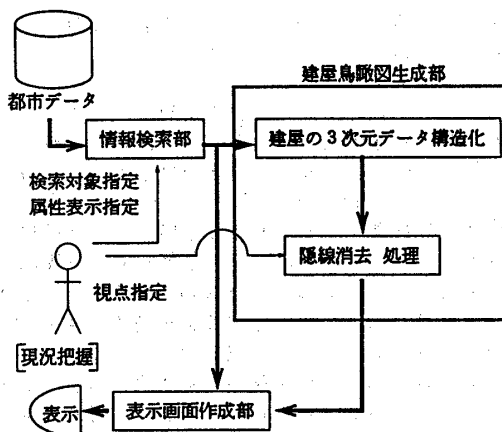 建屋鳥瞰図生成部
都市データ
情報検索部
建屋の3次元データ構造化
検索対象指定
属性表示指定
隠線消去 処理
視点指定
[現況把握]
表示
表示画面作成部